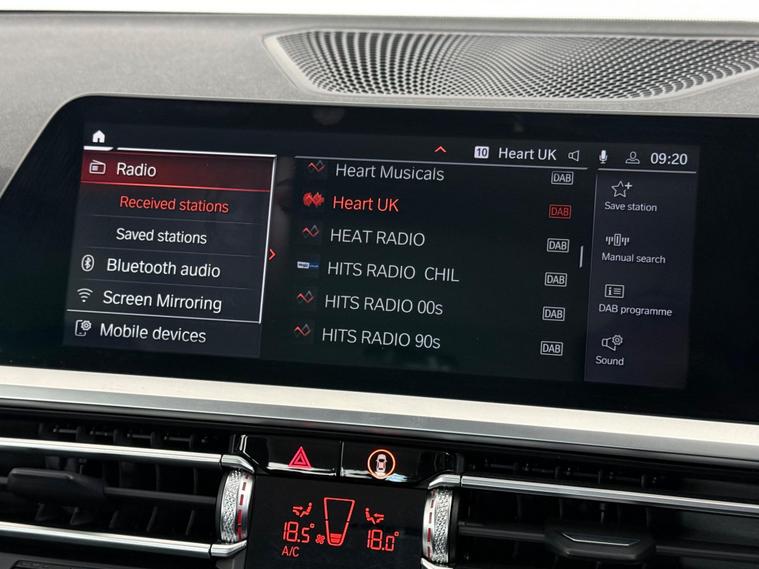 10 Heart UK 09:20
Radio
Received stations
Saved stations
Bluetooth audio
Screen Mirroring
Mobile devices
Heart Musicals DAB
Heart UK DAB
HEAT RADIO DAB
HITS RADIO CHIL DAB
HITS RADIO 00s DAB
HITS RADIO 90s DAB
Save station
Manual search
DAB programme
Sound
18.5° 18.0°
A/C